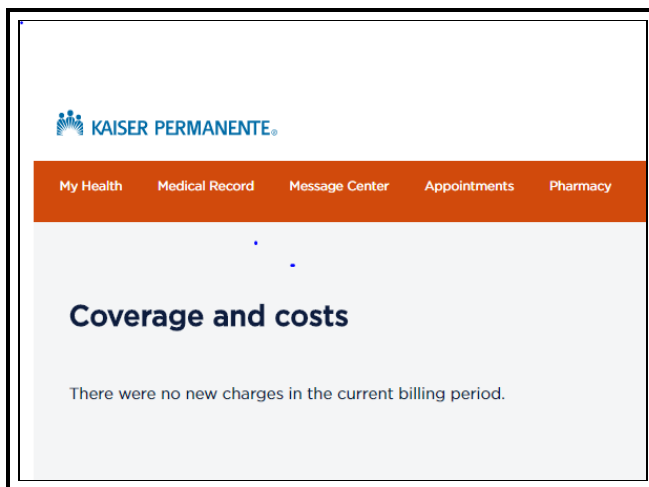 KAISER PERMANENTE®
My Health Medical Record Message Center Appointments Pharmacy
Coverage and costs
There were no new charges in the current billing period.